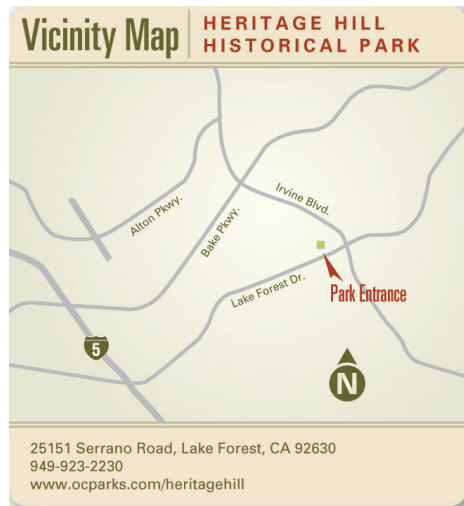 Vicinity Map
HERITAGE HILL
HISTORICAL PARK
Irvine Blvd.
Alton Pkwy.
Bake Pkwy.
Lake Forest Dr.
Park Entrance
5
N
25151 Serrano Road, Lake Forest, CA 92630
949-923-2230
www.ocparks.com/heritagehill